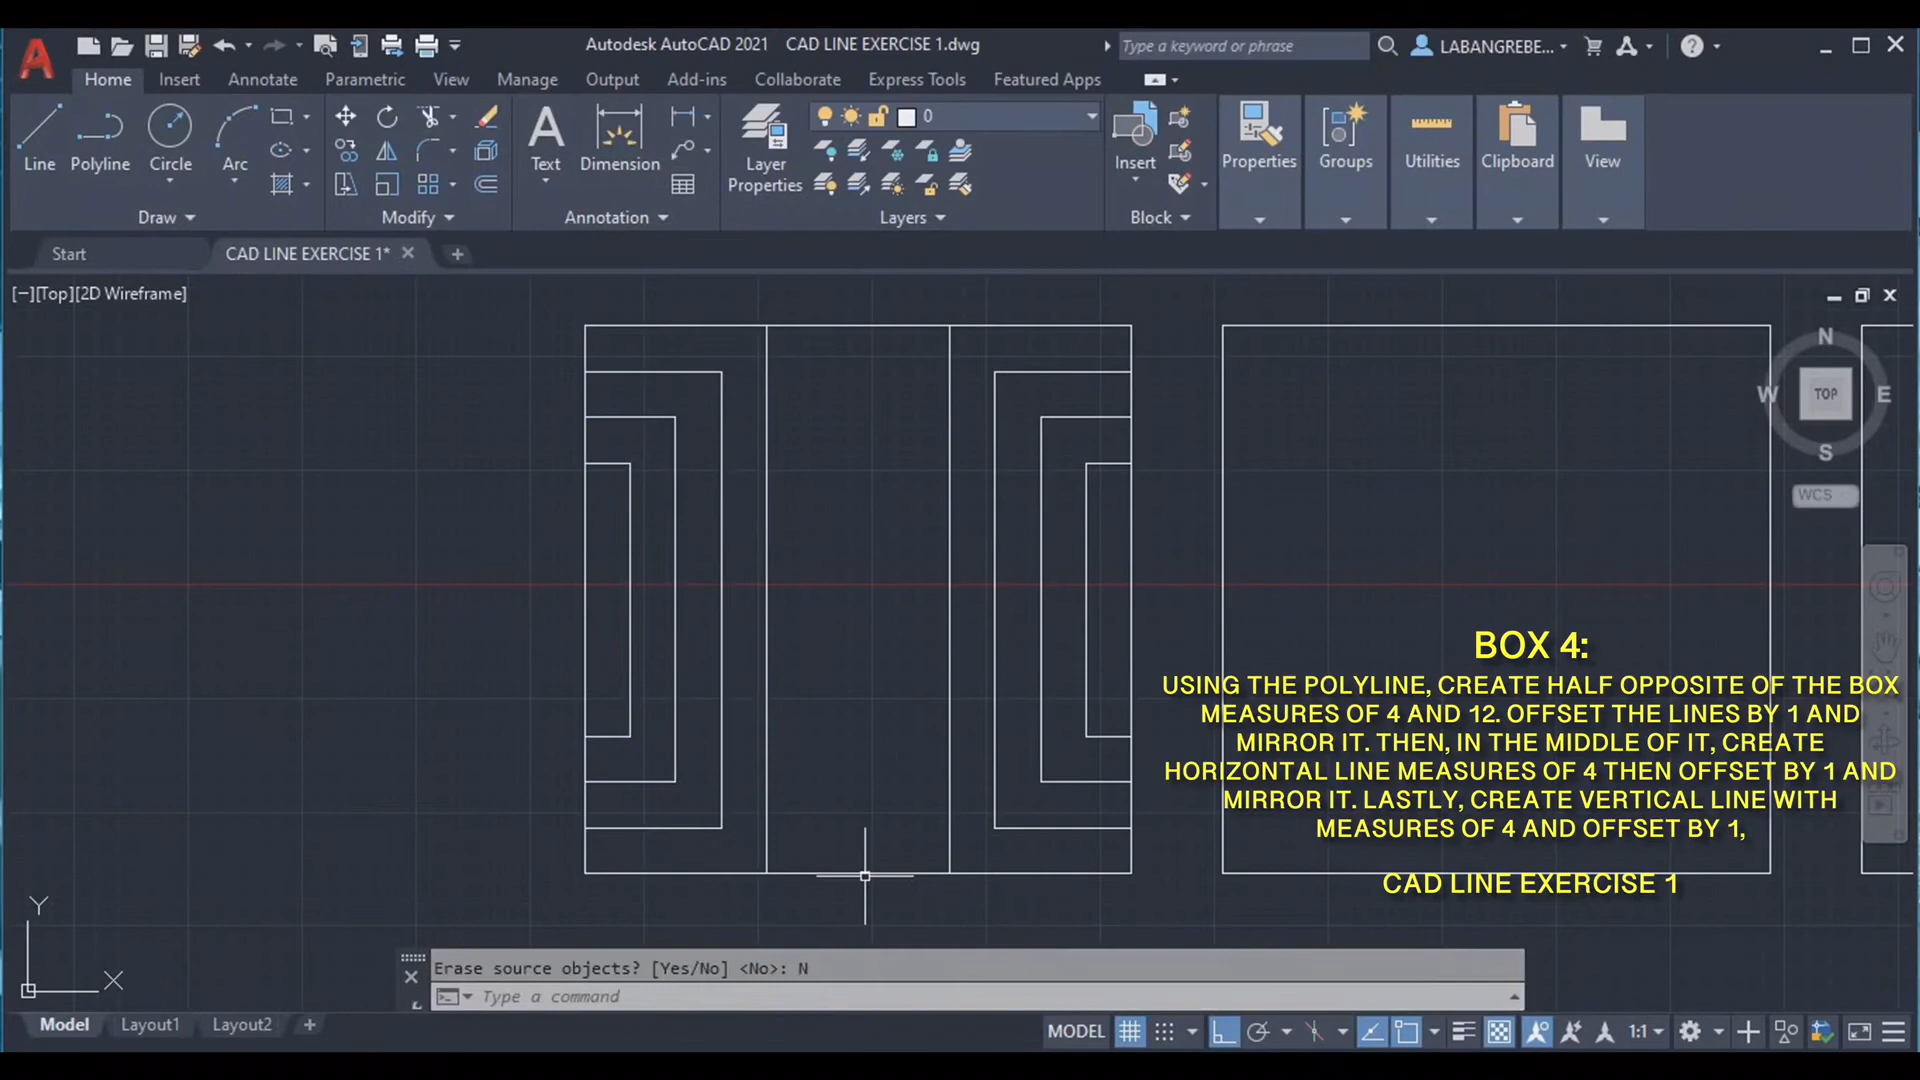 Autodesk AutoCAD 2021 CAD LINE EXERCISE 1.dwg
Type a keyword or phrase
LABANGREBE...
Home Insert Annotate Parametric View Manage Output Add-ins Collaborate Express Tools Featured Apps
0
Line Polyline Circle Arc
Text Dimension
Layer Properties
Insert
Properties Groups Utilities Clipboard View
Draw Modify Annotation Layers Block
Start CAD LINE EXERCISE 1*
[−][Top][2D Wireframe]
N
W TOP E
S
WCS
BOX 4:
USING THE POLYLINE, CREATE HALF OPPOSITE OF THE BOX
MEASURES OF 4 AND 12. OFFSET THE LINES BY 1 AND
MIRROR IT. THEN, IN THE MIDDLE OF IT, CREATE
HORIZONTAL LINE MEASURES OF 4 THEN OFFSET BY 1 AND
MIRROR IT. LASTLY, CREATE VERTICAL LINE WITH
MEASURES OF 4 AND OFFSET BY 1,
CAD LINE EXERCISE 1
Y
X
Erase source objects? [Yes/No] <No>: N
Type a command
Model Layout1 Layout2
MODEL 1:1